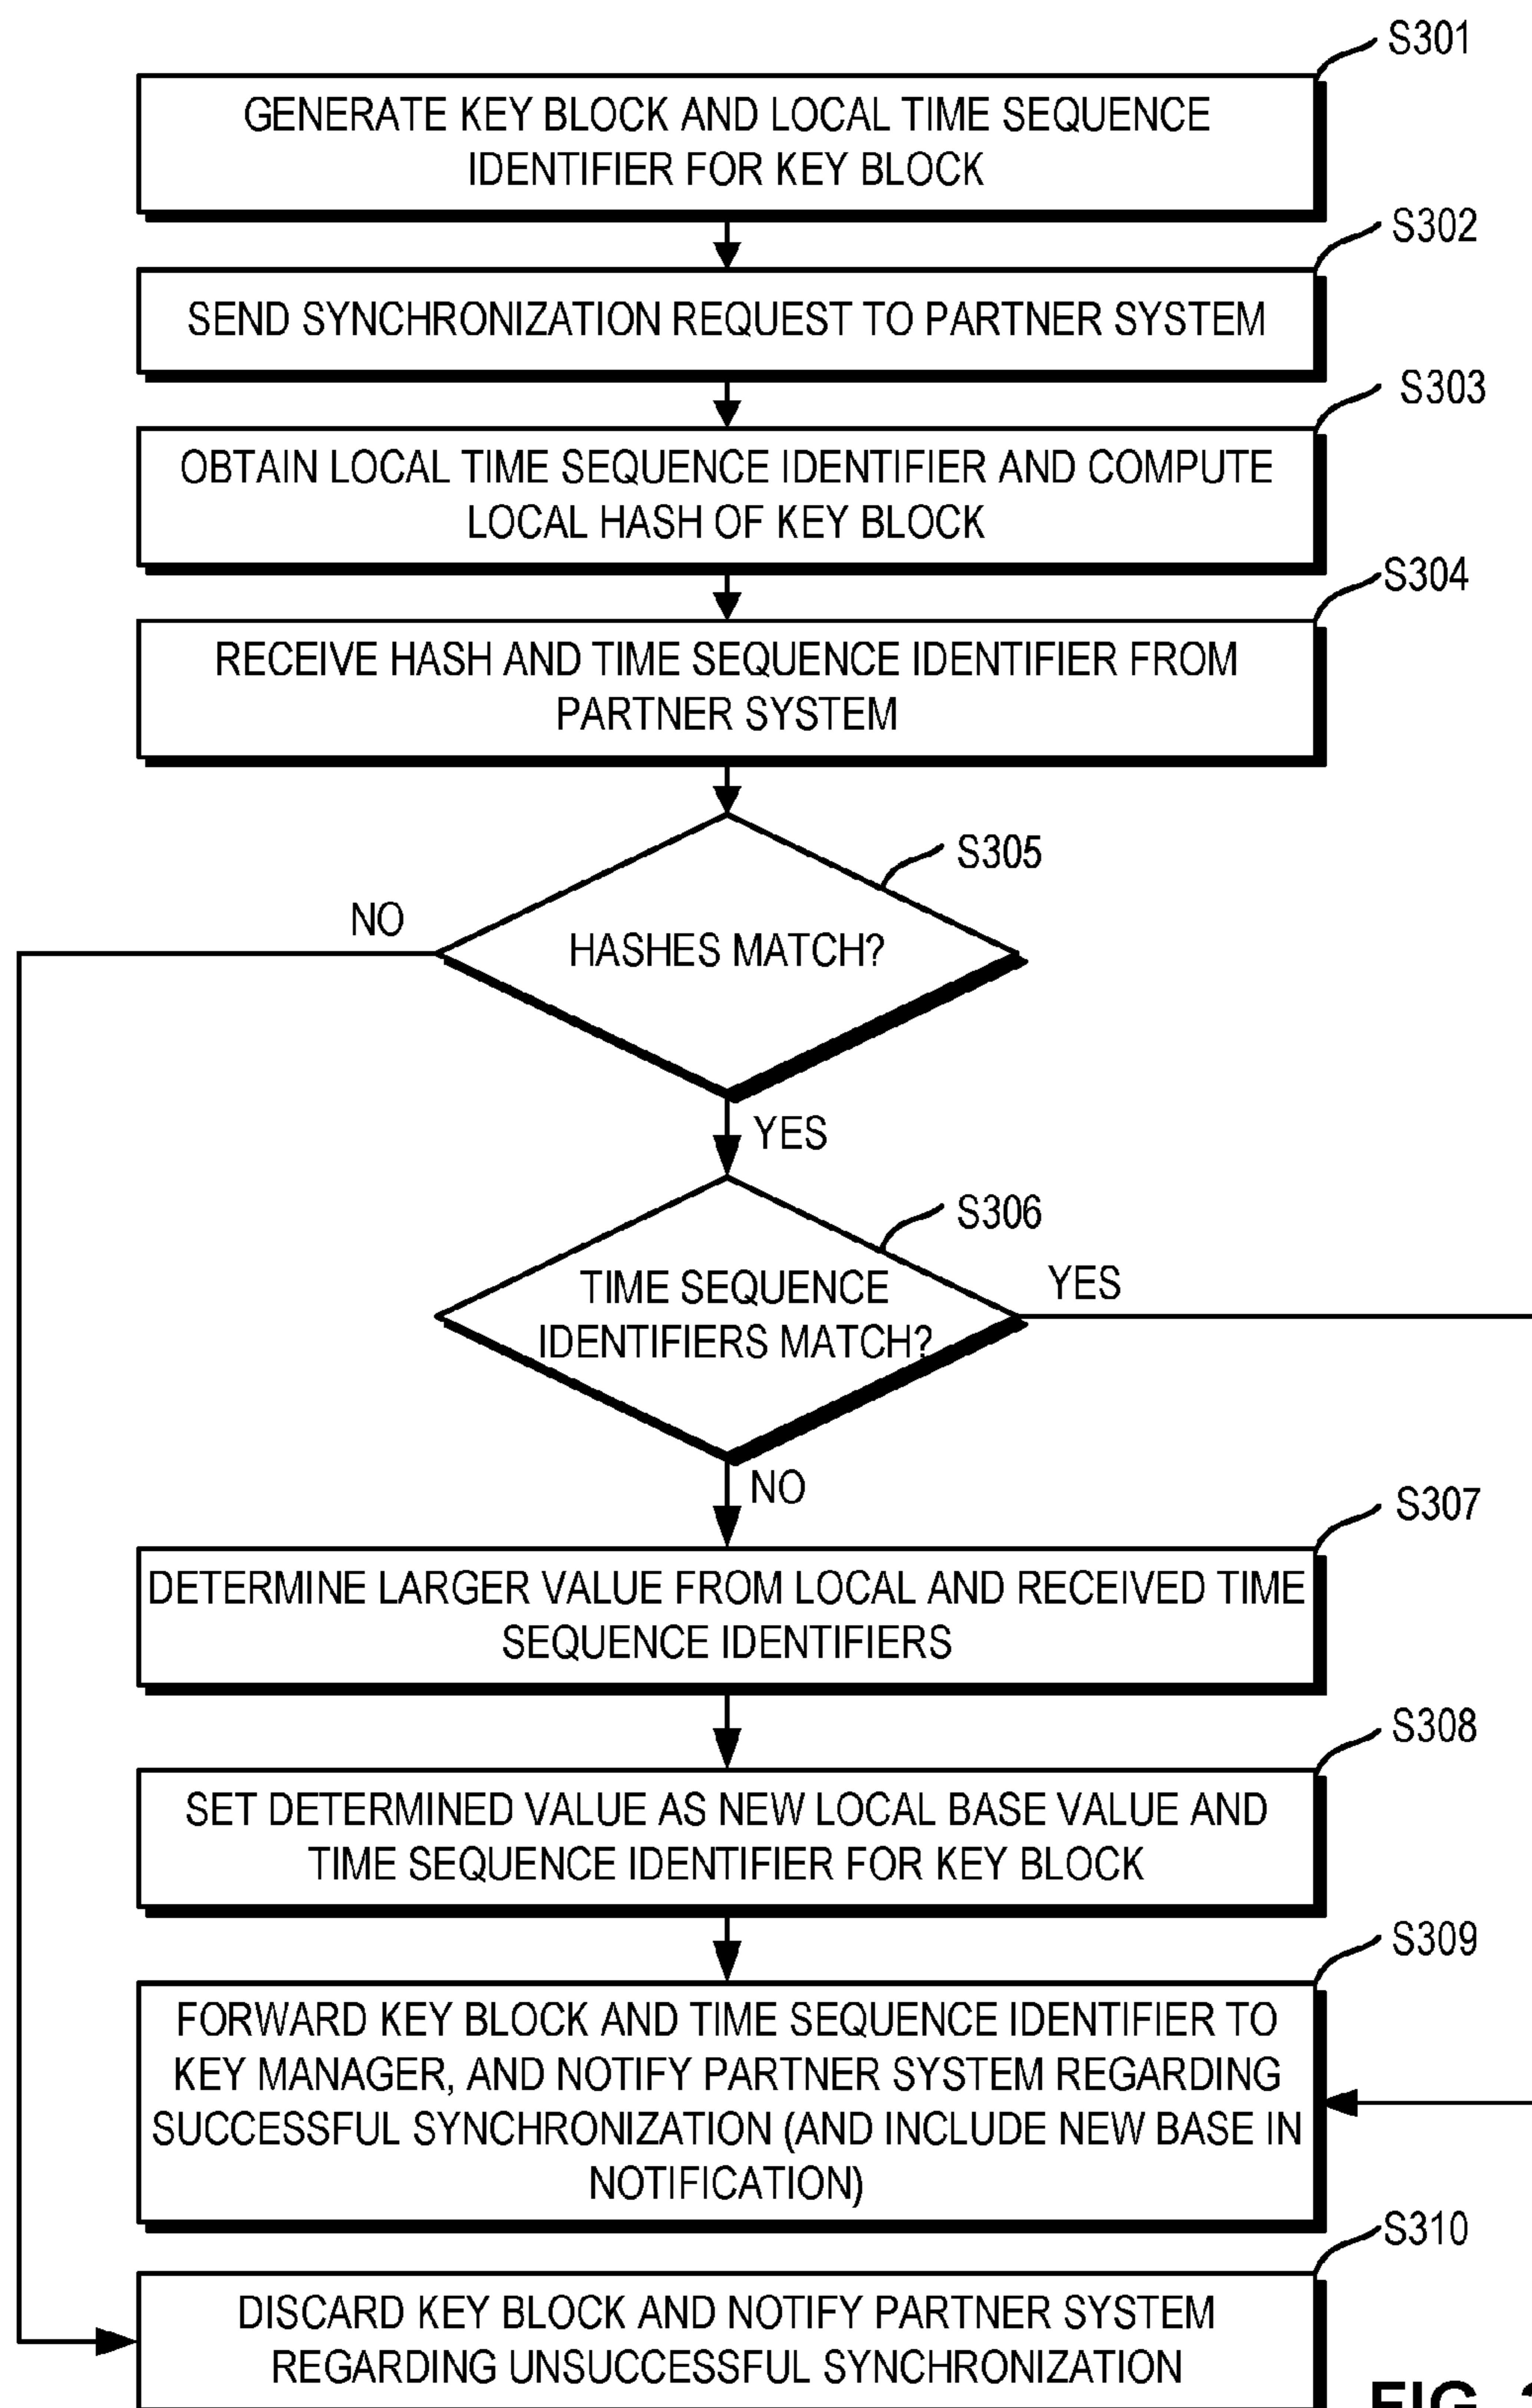 S301
GENERATE KEY BLOCK AND LOCAL TIME SEQUENCE
IDENTIFIER FOR KEY BLOCK
S302
SEND SYNCHRONIZATION REQUEST TO PARTNER SYSTEM
S303
OBTAIN LOCAL TIME SEQUENCE IDENTIFIER AND COMPUTE
LOCAL HASH OF KEY BLOCK
S304
RECEIVE HASH AND TIME SEQUENCE IDENTIFIER FROM
PARTNER SYSTEM
S305
NO
HASHES MATCH?
YES
S306
YES
TIME SEQUENCE
IDENTIFIERS MATCH?
NO
S307
DETERMINE LARGER VALUE FROM LOCAL AND RECEIVED TIME
SEQUENCE IDENTIFIERS
S308
SET DETERMINED VALUE AS NEW LOCAL BASE VALUE AND
TIME SEQUENCE IDENTIFIER FOR KEY BLOCK
S309
FORWARD KEY BLOCK AND TIME SEQUENCE IDENTIFIER TO
KEY MANAGER, AND NOTIFY PARTNER SYSTEM REGARDING
SUCCESSFUL SYNCHRONIZATION (AND INCLUDE NEW BASE IN
NOTIFICATION)
S310
DISCARD KEY BLOCK AND NOTIFY PARTNER SYSTEM
REGARDING UNSUCCESSFUL SYNCHRONIZATION
FIG.